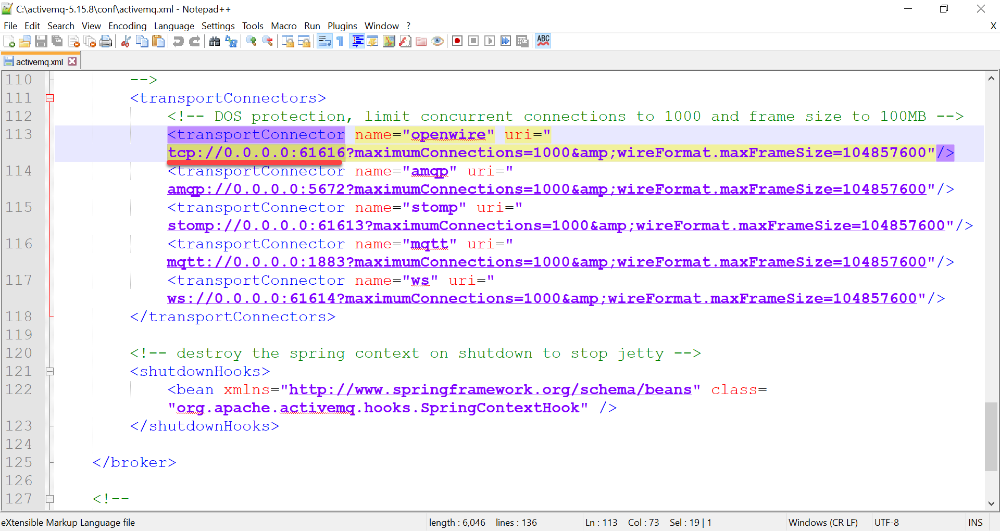 C:\activemq-5.15.8\conf\activemq.xml - Notepad++
File Edit Search View Encoding Language Settings Tools Macro Run Plugins Window ? X
ABC
activemq.xml
110 -->
111 <transportConnectors>
112 <!-- DOS protection, limit concurrent connections to 1000 and frame size to 100MB -->
113 <transportConnector name="openwire" uri="
tcp://0.0.0.0:61616?maximumConnections=1000&amp;wireFormat.maxFrameSize=104857600"/>
114 <transportConnector name="amqp" uri="
amqp://0.0.0.0:5672?maximumConnections=1000&amp;wireFormat.maxFrameSize=104857600"/>
115 <transportConnector name="stomp" uri="
stomp://0.0.0.0:61613?maximumConnections=1000&amp;wireFormat.maxFrameSize=104857600"/>
116 <transportConnector name="mqtt" uri="
mqtt://0.0.0.0:1883?maximumConnections=1000&amp;wireFormat.maxFrameSize=104857600"/>
117 <transportConnector name="ws" uri="
ws://0.0.0.0:61614?maximumConnections=1000&amp;wireFormat.maxFrameSize=104857600"/>
118 </transportConnectors>
119
120 <!-- destroy the spring context on shutdown to stop jetty -->
121 <shutdownHooks>
122 <bean xmlns="http://www.springframework.org/schema/beans" class=
"org.apache.activemq.hooks.SpringContextHook" />
123 </shutdownHooks>
124
125 </broker>
126
127 <!--
eXtensible Markup Language file length : 6,046 lines : 136 Ln : 113 Col : 73 Sel : 19 | 1 Windows (CR LF) UTF-8 INS